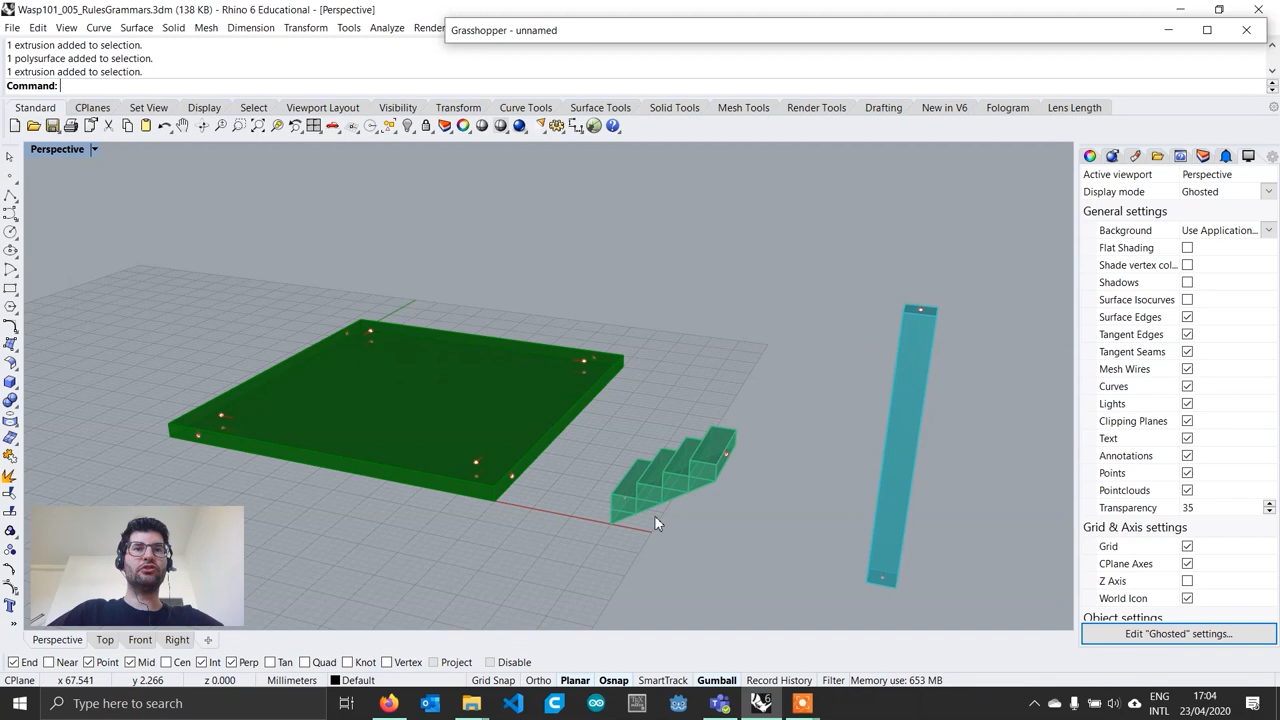 Wasp101_005_RulesGrammars.3dm (138 KB) - Rhino 6 Educational - [Perspective]
Grasshopper - unnamed
File Edit View Curve Surface Solid Mesh Dimension Transform Tools Analyze Render
1 extrusion added to selection.
1 polysurface added to selection.
1 extrusion added to selection.
Command:
Standard CPlanes Set View Display Select Viewport Layout Visibility Transform Curve Tools Surface Tools Solid Tools Mesh Tools Render Tools Drafting New in V6 Fologram Lens Length
Perspective
Active viewport Perspective
Display mode Ghosted
General settings
Background Use Application...
Flat Shading
Shade vertex col...
Shadows
Surface Isocurves
Surface Edges
Tangent Edges
Tangent Seams
Mesh Wires
Curves
Lights
Clipping Planes
Text
Annotations
Points
Pointclouds
Transparency 35
Grid & Axis settings
Grid
CPlane Axes
Z Axis
World Icon
Object settings
Edit "Ghosted" settings...
Perspective Top Front Right
End Near Point Mid Cen Int Perp Tan Quad Knot Vertex Project Disable
CPlane x 67.541 y 2.266 z 0.000 Millimeters Default Grid Snap Ortho Planar Osnap SmartTrack Gumball Record History Filter Memory use: 653 MB
Type here to search
ENG 17:04
INTL 23/04/2020